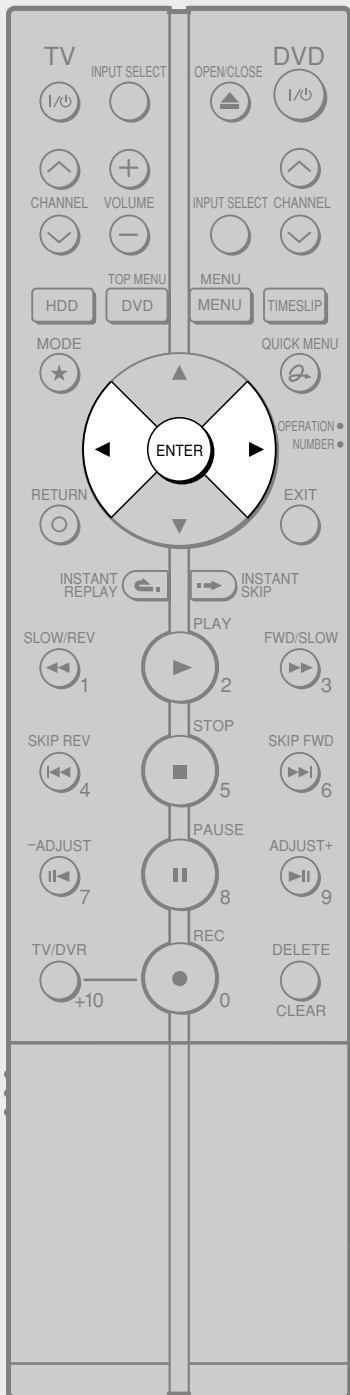 TV DVD
INPUT SELECT OPEN/CLOSE
CHANNEL VOLUME INPUT SELECT CHANNEL
TOP MENU MENU
HDD DVD MENU TIMESLIP
MODE QUICK MENU
OPERATION
NUMBER
ENTER
RETURN EXIT
INSTANT REPLAY INSTANT SKIP
SLOW/REV PLAY FWD/SLOW
1 2 3
SKIP REV STOP SKIP FWD
4 5 6
–ADJUST PAUSE ADJUST+
7 8 9
TV/DVR REC DELETE
+10 0 CLEAR